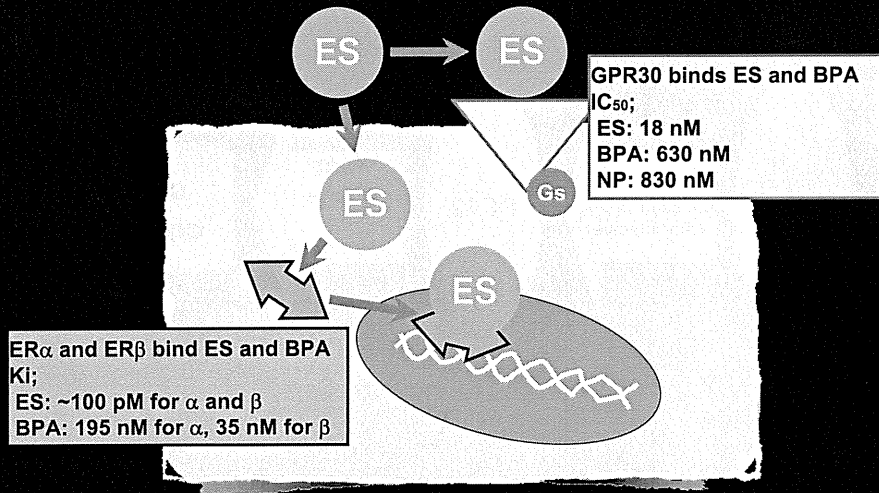 ES
ES
GPR30 binds ES and BPA
IC₅₀;
ES: 18 nM
BPA: 630 nM
NP: 830 nM
Gs
ES
ES
ERα and ERβ bind ES and BPA
Ki;
ES: ~100 pM for α and β
BPA: 195 nM for α, 35 nM for β